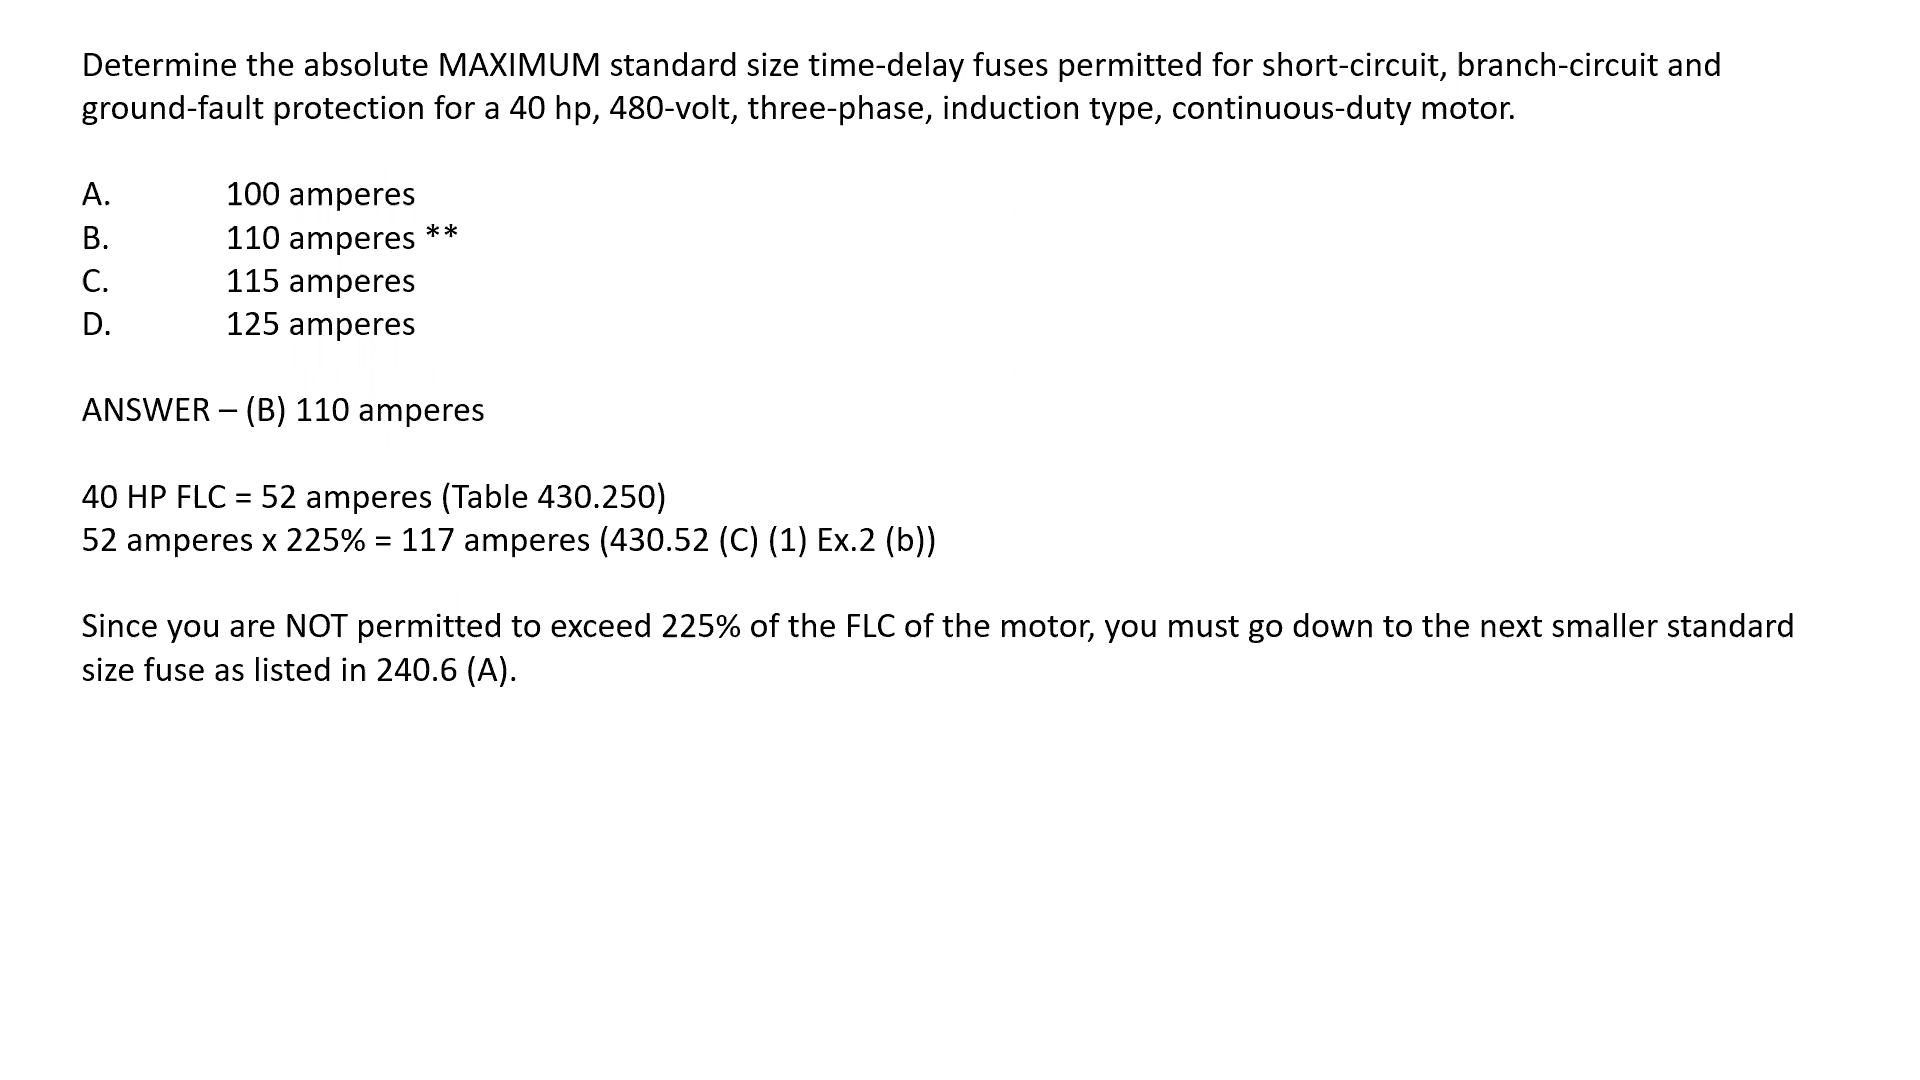 Determine the absolute MAXIMUM standard size time-delay fuses permitted for short-circuit, branch-circuit and
ground-fault protection for a 40 hp, 480-volt, three-phase, induction type, continuous-duty motor.
A. 100 amperes
B. 110 amperes **
C. 115 amperes
D. 125 amperes
ANSWER – (B) 110 amperes
40 HP FLC = 52 amperes (Table 430.250)
52 amperes x 225% = 117 amperes (430.52 (C) (1) Ex.2 (b))
Since you are NOT permitted to exceed 225% of the FLC of the motor, you must go down to the next smaller standard
size fuse as listed in 240.6 (A).